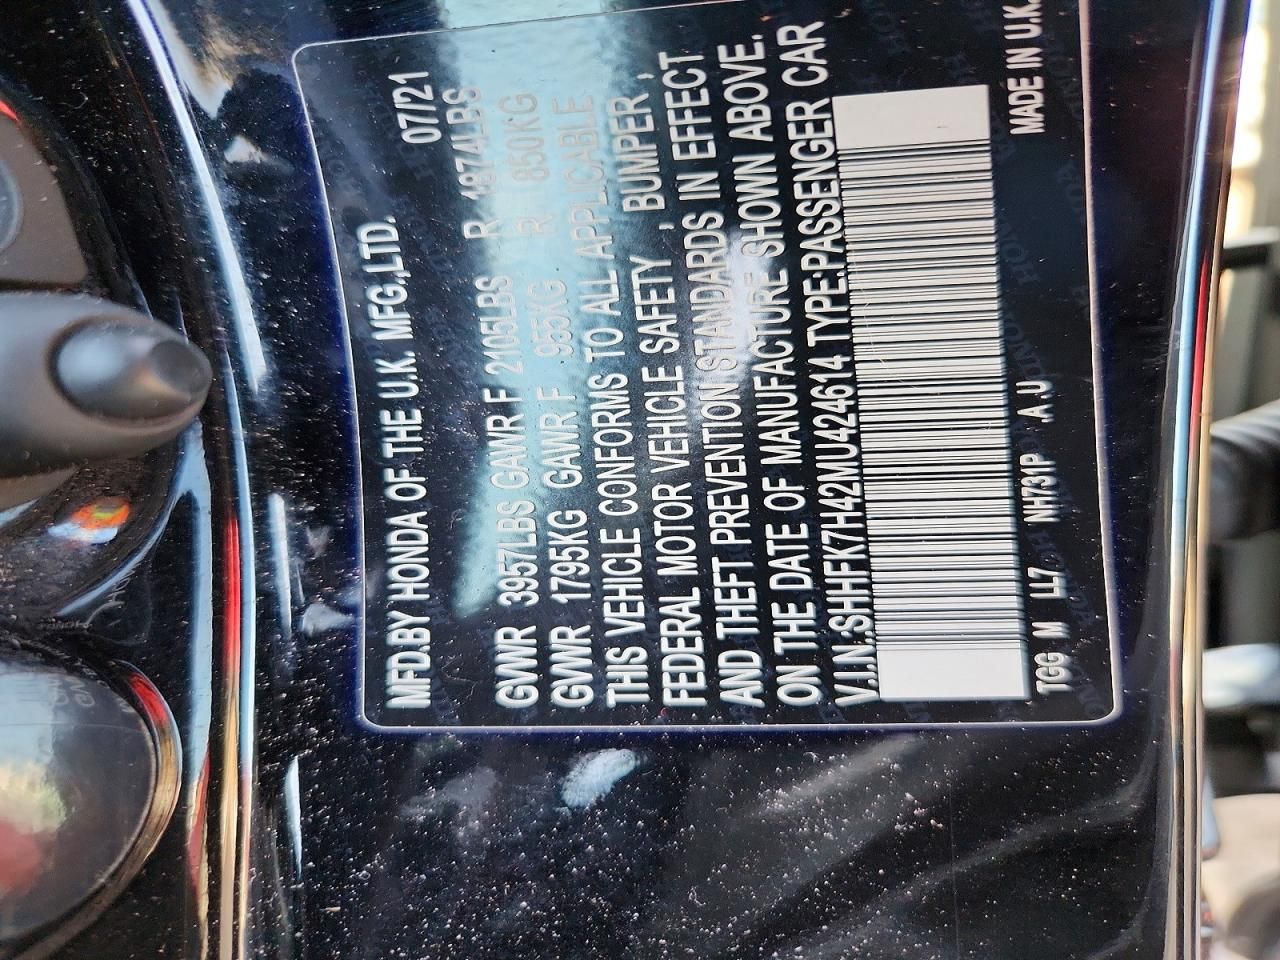 MFD.BY HONDA OF THE U.K. MFG.,LTD. 07/21
GVWR 3957LBS GAWR F 2105LBS R 1874LBS
GVWR 1795KG GAWR F 955KG R 850KG
THIS VEHICLE CONFORMS TO ALL APPLICABLE
FEDERAL MOTOR VEHICLE SAFETY , BUMPER ,
AND THEFT PREVENTION STANDARDS IN EFFECT
ON THE DATE OF MANUFACTURE SHOWN ABOVE.
V.I.N.:SHHFK7H42MU424614 TYPE:PASSENGER CAR
TGG M LL7 NH731P A.U MADE IN U.K.